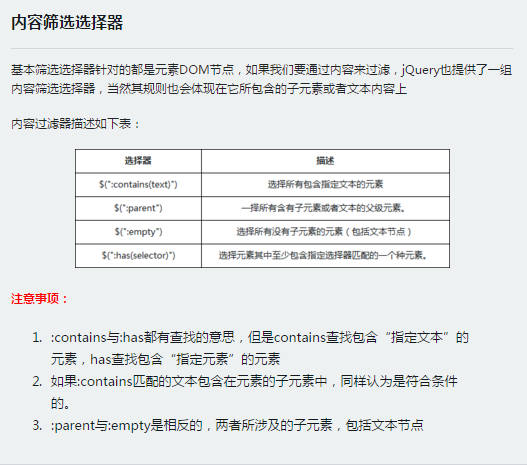 内容筛选选择器
基本筛选选择器针对的都是元素DOM节点，如果我们要通过内容来过滤，jQuery也提供了一组
内容筛选选择器，当然其规则也会体现在它所包含的子元素或者文本内容上
内容过滤器描述如下表：
选择器 描述
$(":contains(text)") 选择所有包含指定文本的元素
$(":parent") 一择所有含有子元素或者文本的父级元素。
$(":empty") 选择所有没有子元素的元素（包括文本节点）
$(":has(selector)") 选择元素其中至少包含指定选择器匹配的一个种元素。
注意事项：
1. :contains与:has都有查找的意思，但是contains查找包含“指定文本”的
元素，has查找包含“指定元素”的元素
2. 如果:contains匹配的文本包含在元素的子元素中，同样认为是符合条件
的。
3. :parent与:empty是相反的，两者所涉及的子元素，包括文本节点